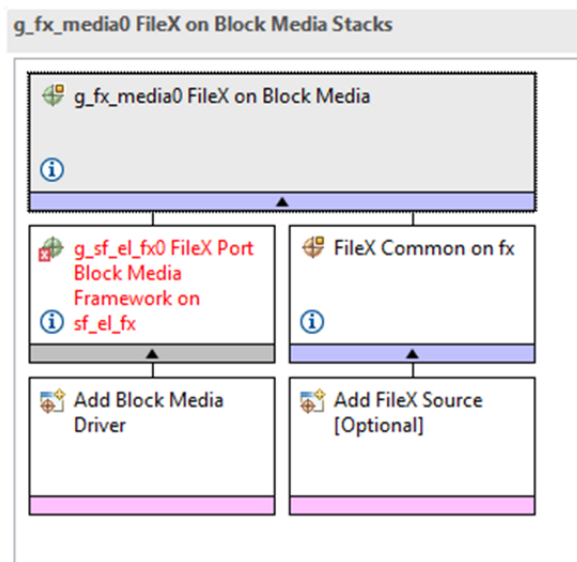 g_fx_media0 FileX on Block Media Stacks
g_fx_media0 FileX on Block Media
g_sf_el_fx0 FileX Port
Block Media
Framework on
sf_el_fx
FileX Common on fx
Add Block Media
Driver
Add FileX Source
[Optional]